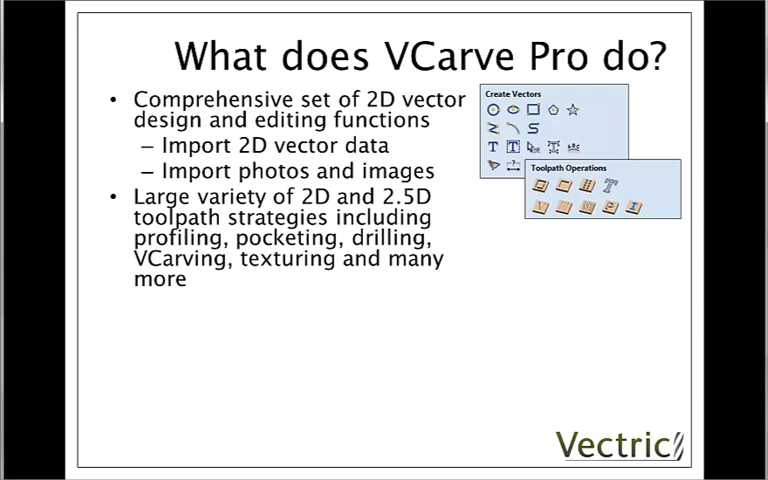 What does VCarve Pro do?
• Comprehensive set of 2D vector
design and editing functions
– Import 2D vector data
– Import photos and images
• Large variety of 2D and 2.5D
toolpath strategies including
profiling, pocketing, drilling,
VCarving, texturing and many
more
Create Vectors
Toolpath Operations
Vectric